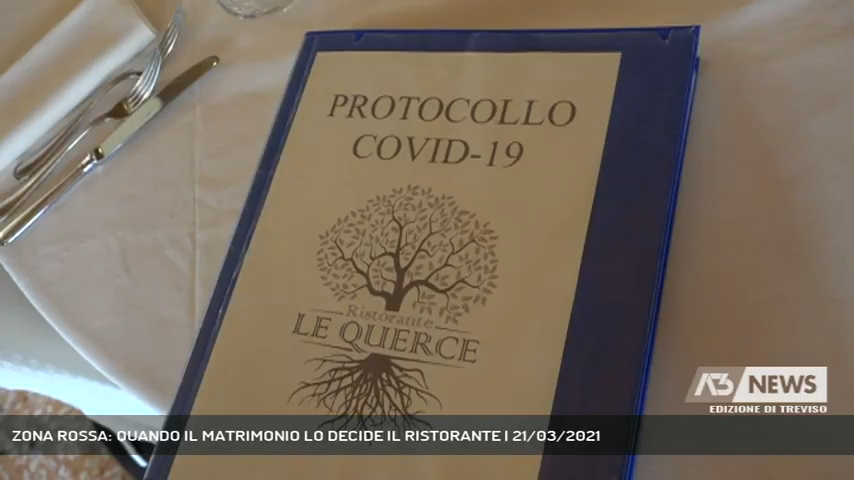 PROTOCOLLO
COVID-19
Ristorante
LE QUERCE
A3 NEWS
EDIZIONE DI TREVISO
ZONA ROSSA: QUANDO IL MATRIMONIO LO DECIDE IL RISTORANTE | 21/03/2021